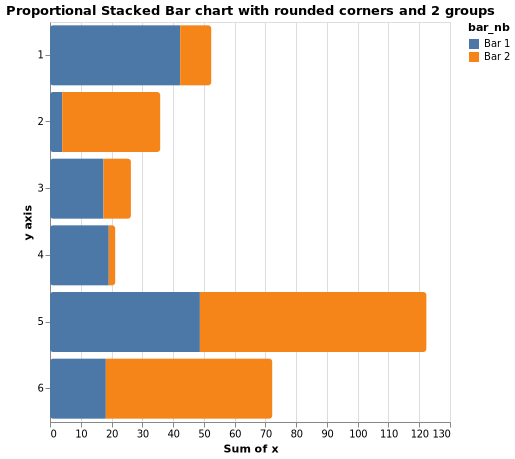 Proportional Stacked Bar chart with rounded corners and 2 groups
bar_nb
Bar 1
Bar 2
y axis
1
2
3
4
5
6
0 10 20 30 40 50 60 70 80 90 100 110 120 130
Sum of x